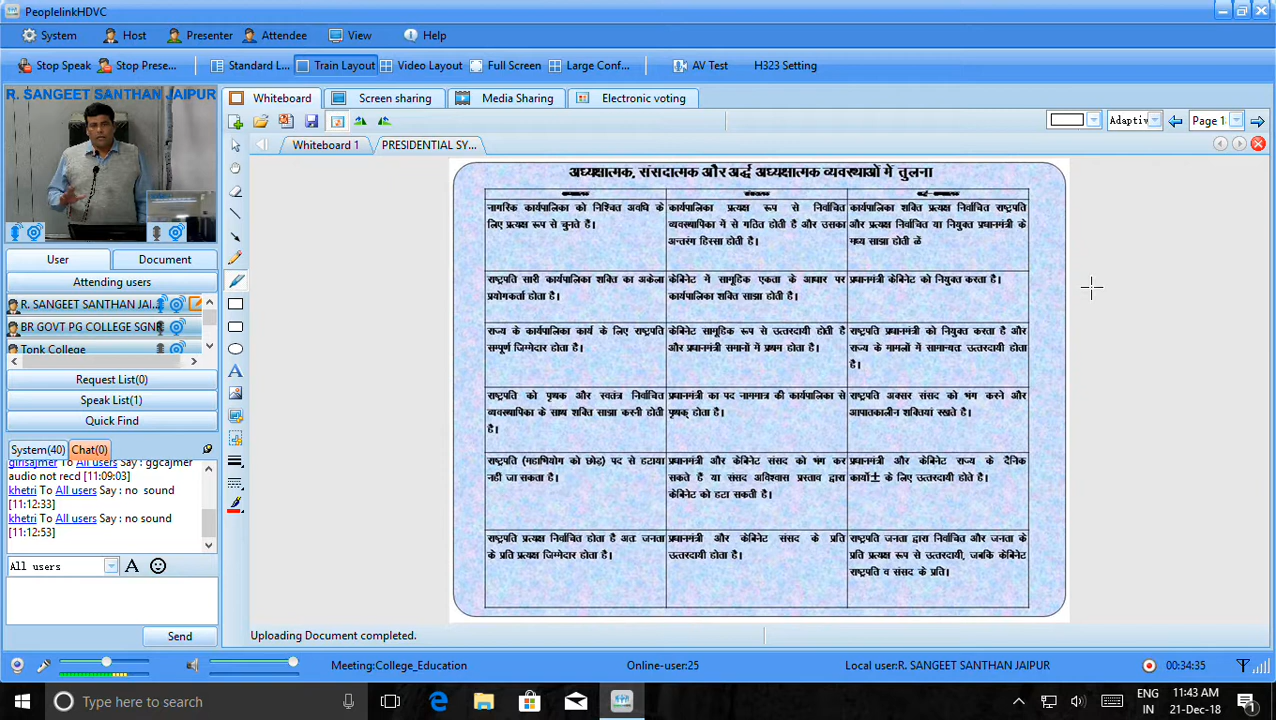 PeoplelinkHDVC
System Host Presenter Attendee View Help
Stop Speak Stop Prese... Standard L... Train Layout Video Layout Full Screen Large Conf... AV Test H323 Setting
R. SANGEET SANTHAN JAIPUR
Whiteboard Screen sharing Media Sharing Electronic voting
Adaptiv Page 1
Whiteboard 1 PRESIDENTIAL SY...
User Document
Attending users
R. SANGEET SANTHAN JAI...
BR GOVT PG COLLEGE SGNR
Tonk College
Request List(0)
Speak List(1)
Quick Find
System(40) Chat(0)
girlsajmer To All users Say : ggcajmer
audio not recd [11:09:03]
khetri To All users Say : no sound
[11:12:33]
khetri To All users Say : no sound
[11:12:53]
All users
Send
अध्यक्षात्मक, संसदात्मक और अर्द्ध अध्यक्षात्मक व्यवस्थाओं में तुलना
नागरिक कार्यपालिका को निश्चित अवधि के
लिए प्रत्यक्ष रूप से चुनते हैं।
कार्यपालिका प्रत्यक्ष रूप से निर्वाचित
व्यवस्थापिका में से गठित होती है और उसका
अन्तरंग हिस्सा होती है।
कार्यपालिका शक्ति प्रत्यक्ष निर्वाचित राष्ट्रपति
और प्रत्यक्ष निर्वाचित या नियुक्त प्रधानमंत्री के
मध्य साझा होती है
राष्ट्रपति सारी कार्यपालिका शक्ति का अकेला
प्रयोगकर्ता होता है।
केबिनेट में सामूहिक एकता के आधार पर
कार्यपालिका शक्ति साझा होती है।
प्रधानमंत्री केबिनेट को नियुक्त करता है।
राज्य के कार्यपालिका कार्य के लिए राष्ट्रपति
सम्पूर्ण जिम्मेदार होता है।
केबिनेट सामूहिक रूप से उत्तरदायी होती है
और प्रधानमंत्री समानों में प्रथम होता है।
राष्ट्रपति प्रधानमंत्री को नियुक्त करता है और
राज्य के मामलों में सामान्यतः उत्तरदायी होता
है।
राष्ट्रपति को पृथक और स्वतंत्र निर्वाचित
व्यवस्थापिका के साथ शक्ति साझा करनी होती
है।
प्रधानमंत्री का पद नाममात्र की कार्यपालिका से
पृथक् होता है।
राष्ट्रपति अक्सर संसद को भंग करने और
आपातकालीन शक्तियां रखते है।
राष्ट्रपति (महाभियोग को छोड़) पद से हटाया
नहीं जा सकता है।
प्रधानमंत्री और केबिनेट संसद को भंग कर
सकते है या संसद अविश्वास प्रस्ताव द्वारा
केबिनेट को हटा सकती है।
प्रधानमंत्री और केबिनेट राज्य के दैनिक
कार्यों± के लिए उत्तरदायी होते है।
राष्ट्रपति प्रत्यक्ष निर्वाचित होता है अतः जनता
के प्रति प्रत्यक्ष जिम्मेदार होता है।
प्रधानमंत्री और केबिनेट संसद के प्रति
उत्तरदायी होता है।
राष्ट्रपति जनता द्वारा निर्वाचित और जनता के
प्रति प्रत्यक्ष रूप से उत्तरदायी, जबकि केबिनेट
राष्ट्रपति व संसद के प्रति।
Uploading Document completed.
Meeting:College_Education Online-user:25 Local user:R. SANGEET SANTHAN JAIPUR 00:34:35
Type here to search
ENG
IN
11:43 AM
21-Dec-18
1